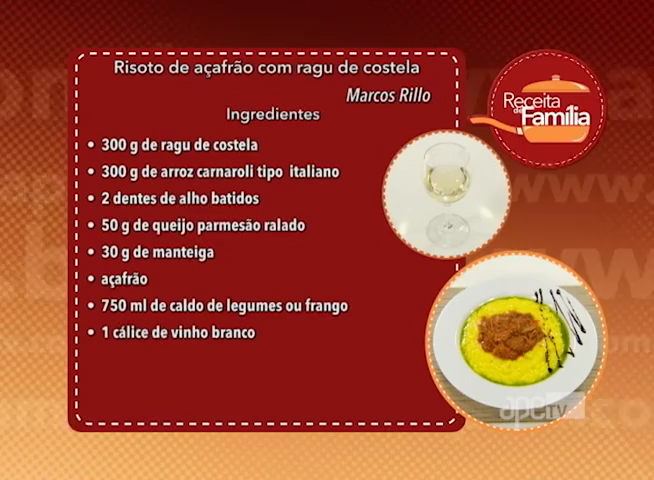 Risoto de açafrão com ragu de costela
Marcos Rillo
Ingredientes
• 300 g de ragu de costela
• 300 g de arroz carnaroli tipo italiano
• 2 dentes de alho batidos
• 50 g de queijo parmesão ralado
• 30 g de manteiga
• açafrão
• 750 ml de caldo de legumes ou frango
• 1 cálice de vinho branco
Receita
de Família